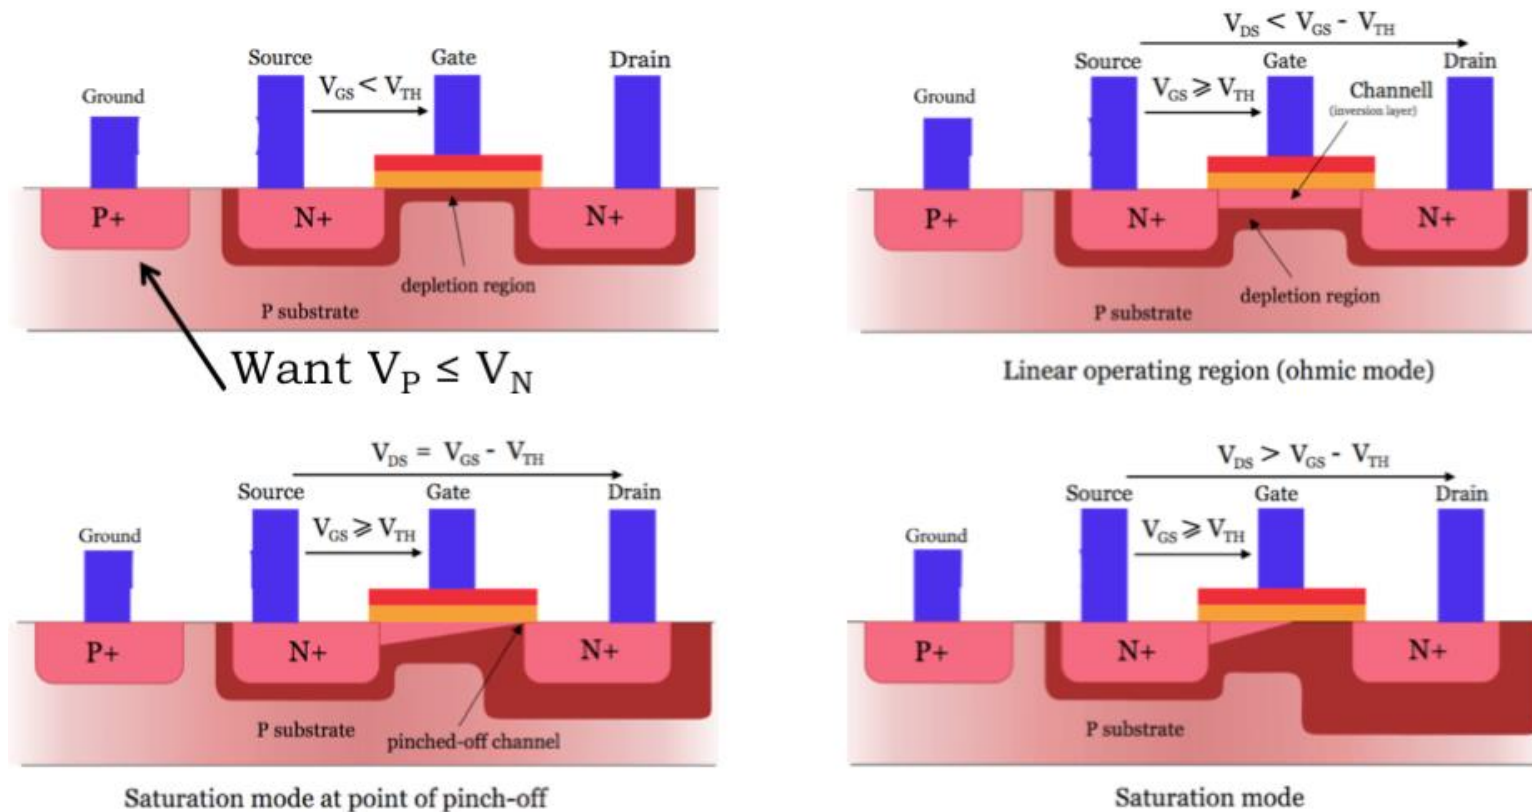 Source
Gate
Drain
Ground
V_GS < V_TH
P+
N+
N+
depletion region
P substrate
Want V_P ≤ V_N
V_DS < V_GS - V_TH
Source
Gate
Drain
Ground
V_GS ⩾ V_TH
Channell
(inversion layer)
P+
N+
N+
depletion region
P substrate
Linear operating region (ohmic mode)
V_DS = V_GS - V_TH
Source
Gate
Drain
Ground
V_GS ⩾ V_TH
P+
N+
N+
P substrate
pinched-off channel
Saturation mode at point of pinch-off
V_DS > V_GS - V_TH
Source
Gate
Drain
Ground
V_GS ⩾ V_TH
P+
N+
N+
P substrate
Saturation mode